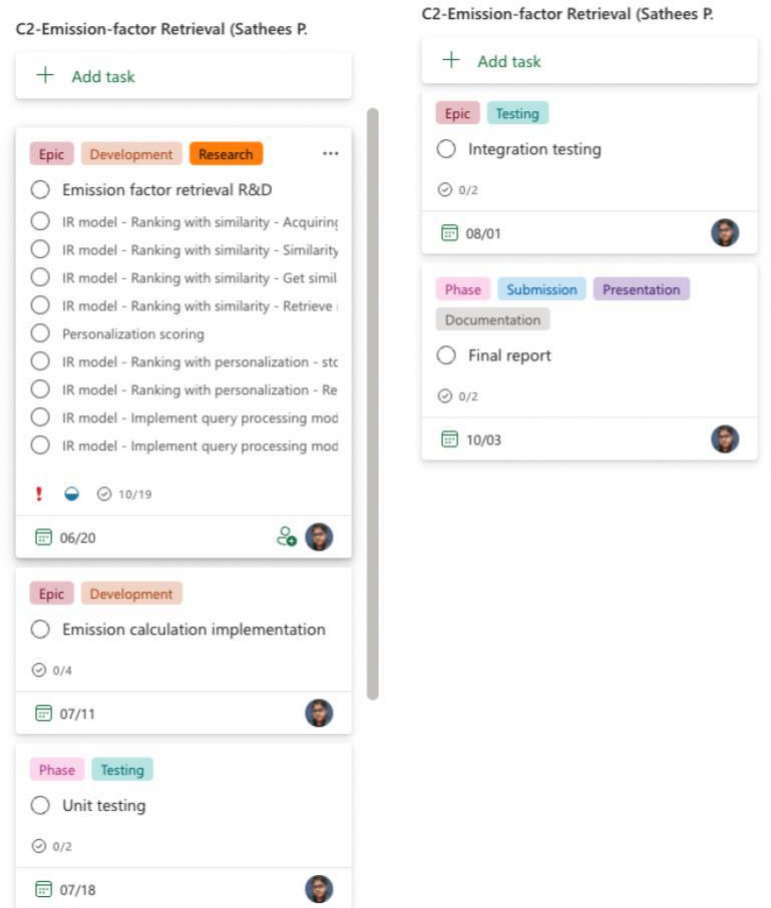 C2-Emission-factor Retrieval (Sathees P.
+ Add task
Epic Development Research ...
Emission factor retrieval R&D
IR model - Ranking with similarity - Acquiring
IR model - Ranking with similarity - Similarity
IR model - Ranking with similarity - Get simil
IR model - Ranking with similarity - Retrieve
Personalization scoring
IR model - Ranking with personalization - sto
IR model - Ranking with personalization - Re
IR model - Implement query processing mod
IR model - Implement query processing mod
10/19
06/20
Epic Development
Emission calculation implementation
0/4
07/11
Phase Testing
Unit testing
0/2
07/18
C2-Emission-factor Retrieval (Sathees P.
+ Add task
Epic Testing
Integration testing
0/2
08/01
Phase Submission Presentation
Documentation
Final report
0/2
10/03